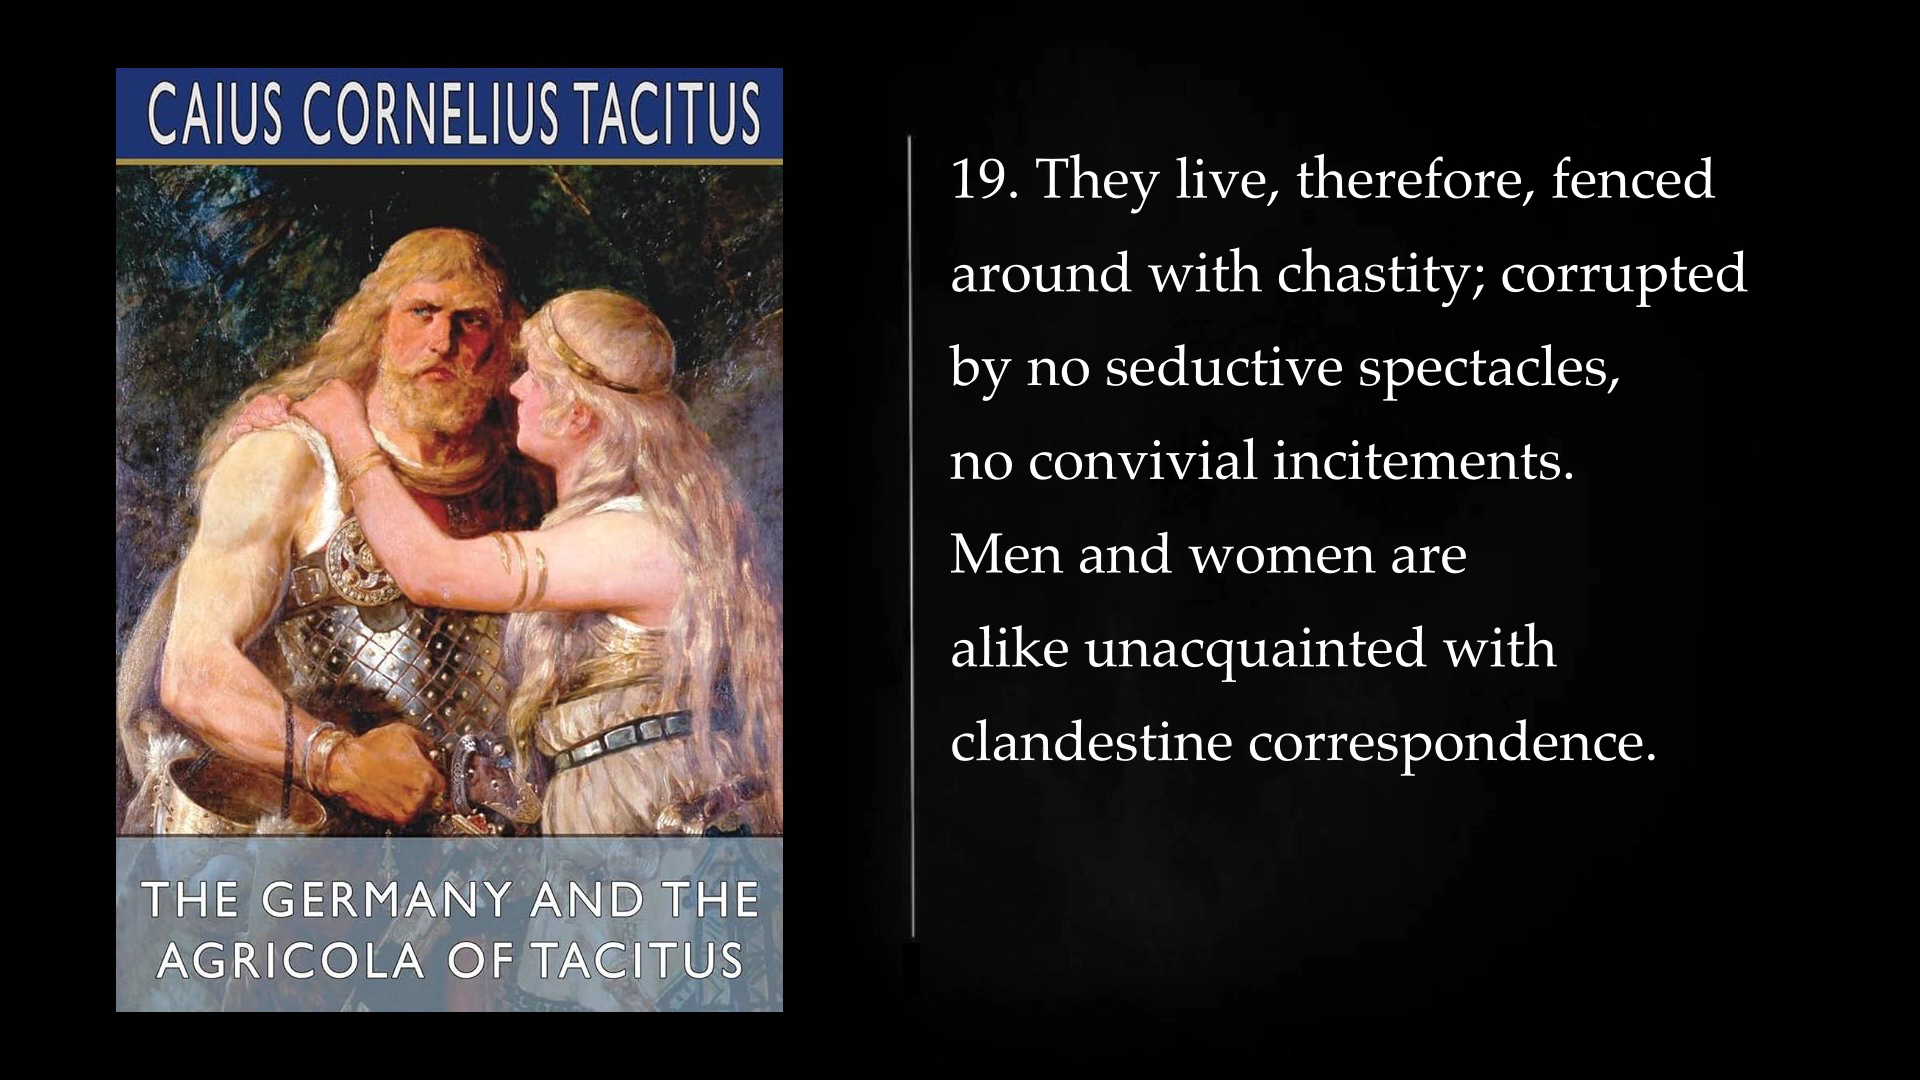 CAIUS CORNELIUS TACITUS
THE GERMANY AND THE
AGRICOLA OF TACITUS
19. They live, therefore, fenced
around with chastity; corrupted
by no seductive spectacles,
no convivial incitements.
Men and women are
alike unacquainted with
clandestine correspondence.